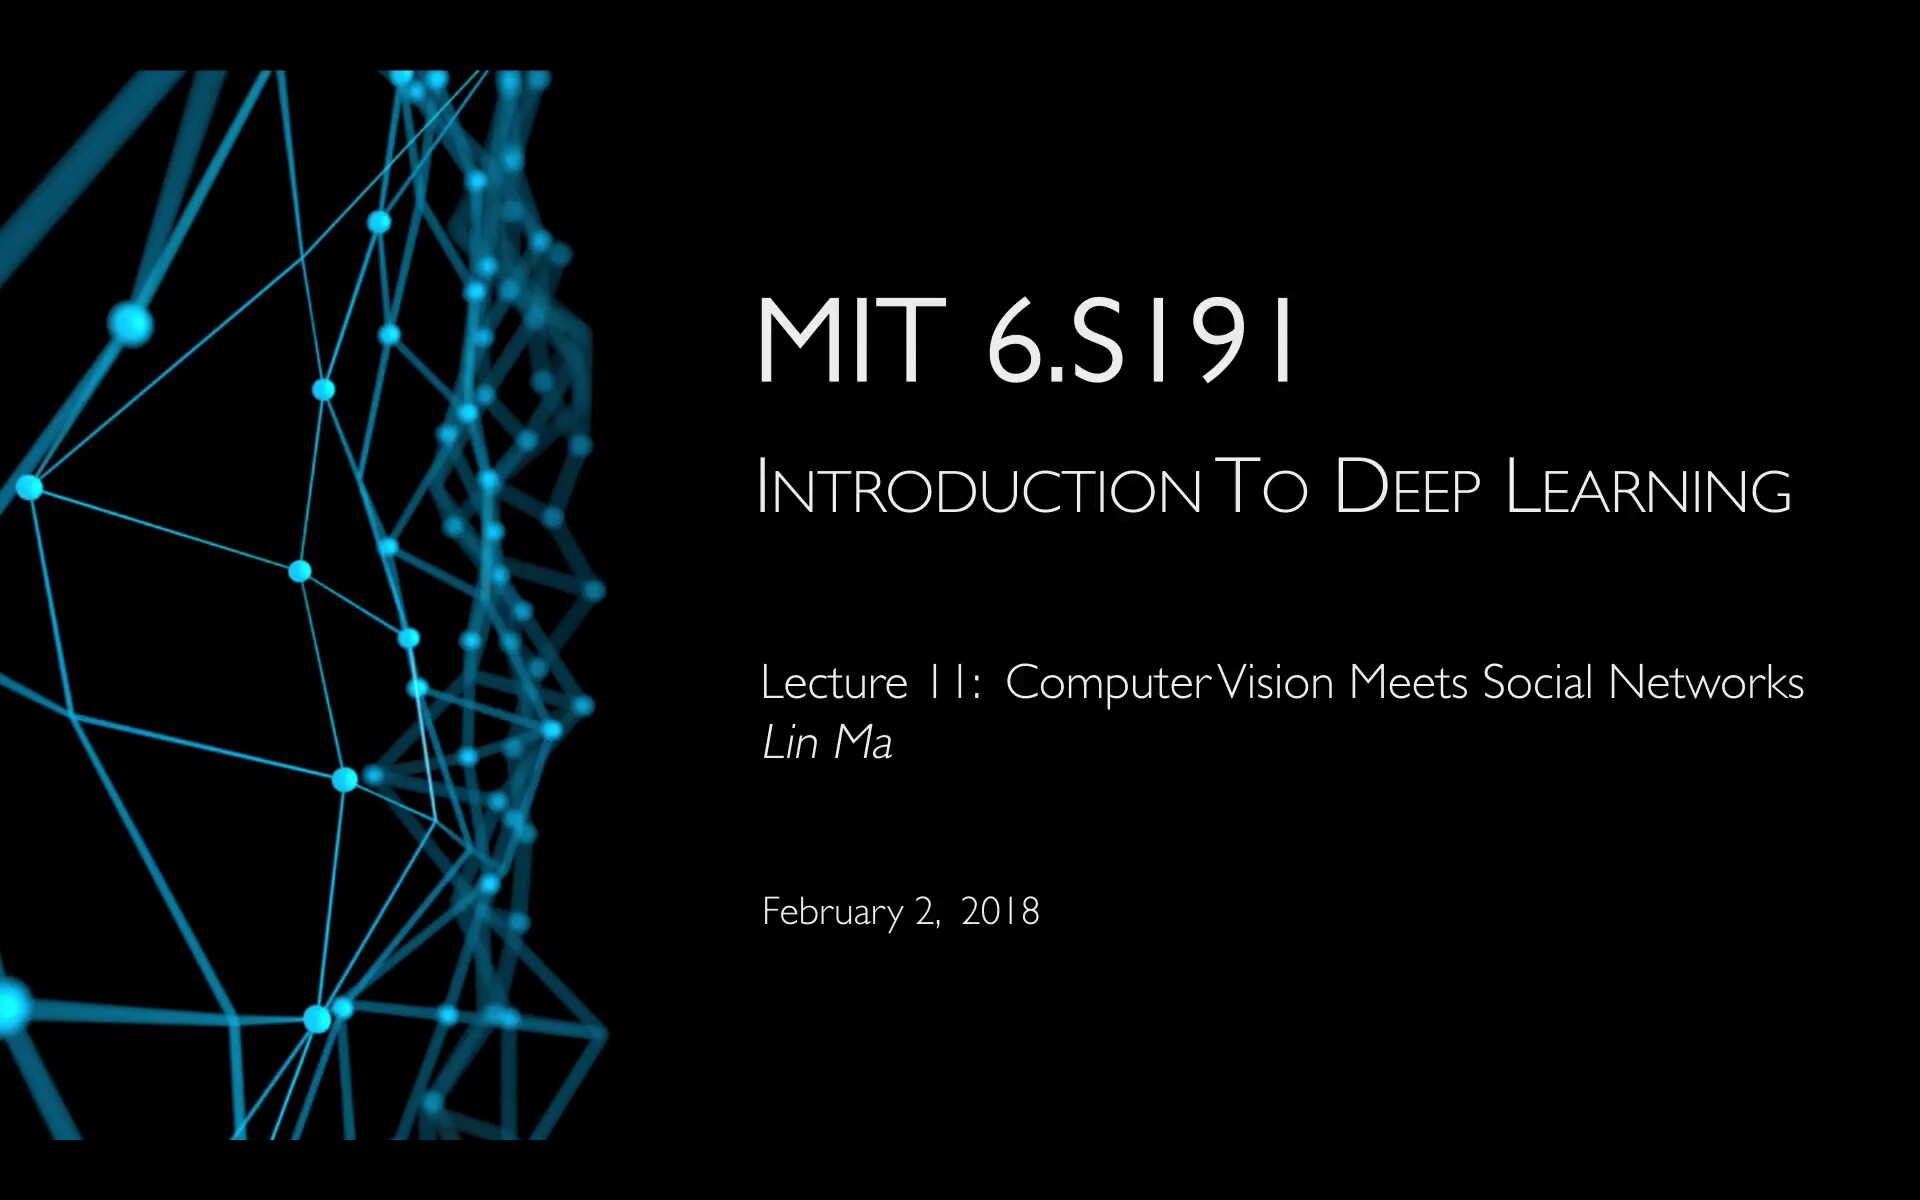 MIT 6.S191
Introduction To Deep Learning
Lecture 11: Computer Vision Meets Social Networks
Lin Ma
February 2, 2018